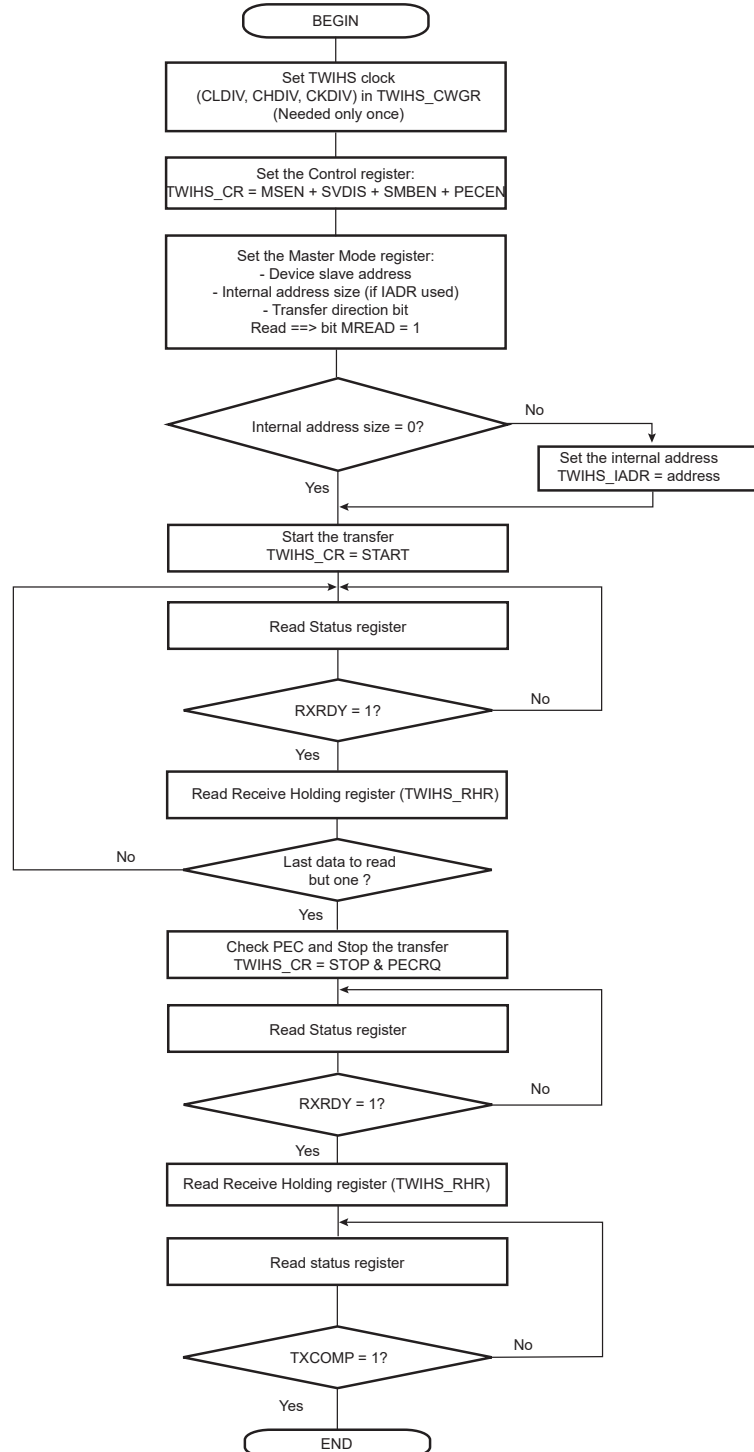 BEGIN
Set TWIHS clock
(CLDIV, CHDIV, CKDIV) in TWIHS_CWGR
(Needed only once)
Set the Control register:
TWIHS_CR = MSEN + SVDIS + SMBEN + PECEN
Set the Master Mode register:
- Device slave address
- Internal address size (if IADR used)
- Transfer direction bit
Read ==> bit MREAD = 1
Internal address size = 0?
No
Set the internal address
TWIHS_IADR = address
Yes
Start the transfer
TWIHS_CR = START
Read Status register
RXRDY = 1?
No
Yes
Read Receive Holding register (TWIHS_RHR)
Last data to read
but one ?
No
Yes
Check PEC and Stop the transfer
TWIHS_CR = STOP & PECRQ
Read Status register
RXRDY = 1?
No
Yes
Read Receive Holding register (TWIHS_RHR)
Read status register
TXCOMP = 1?
No
Yes
END